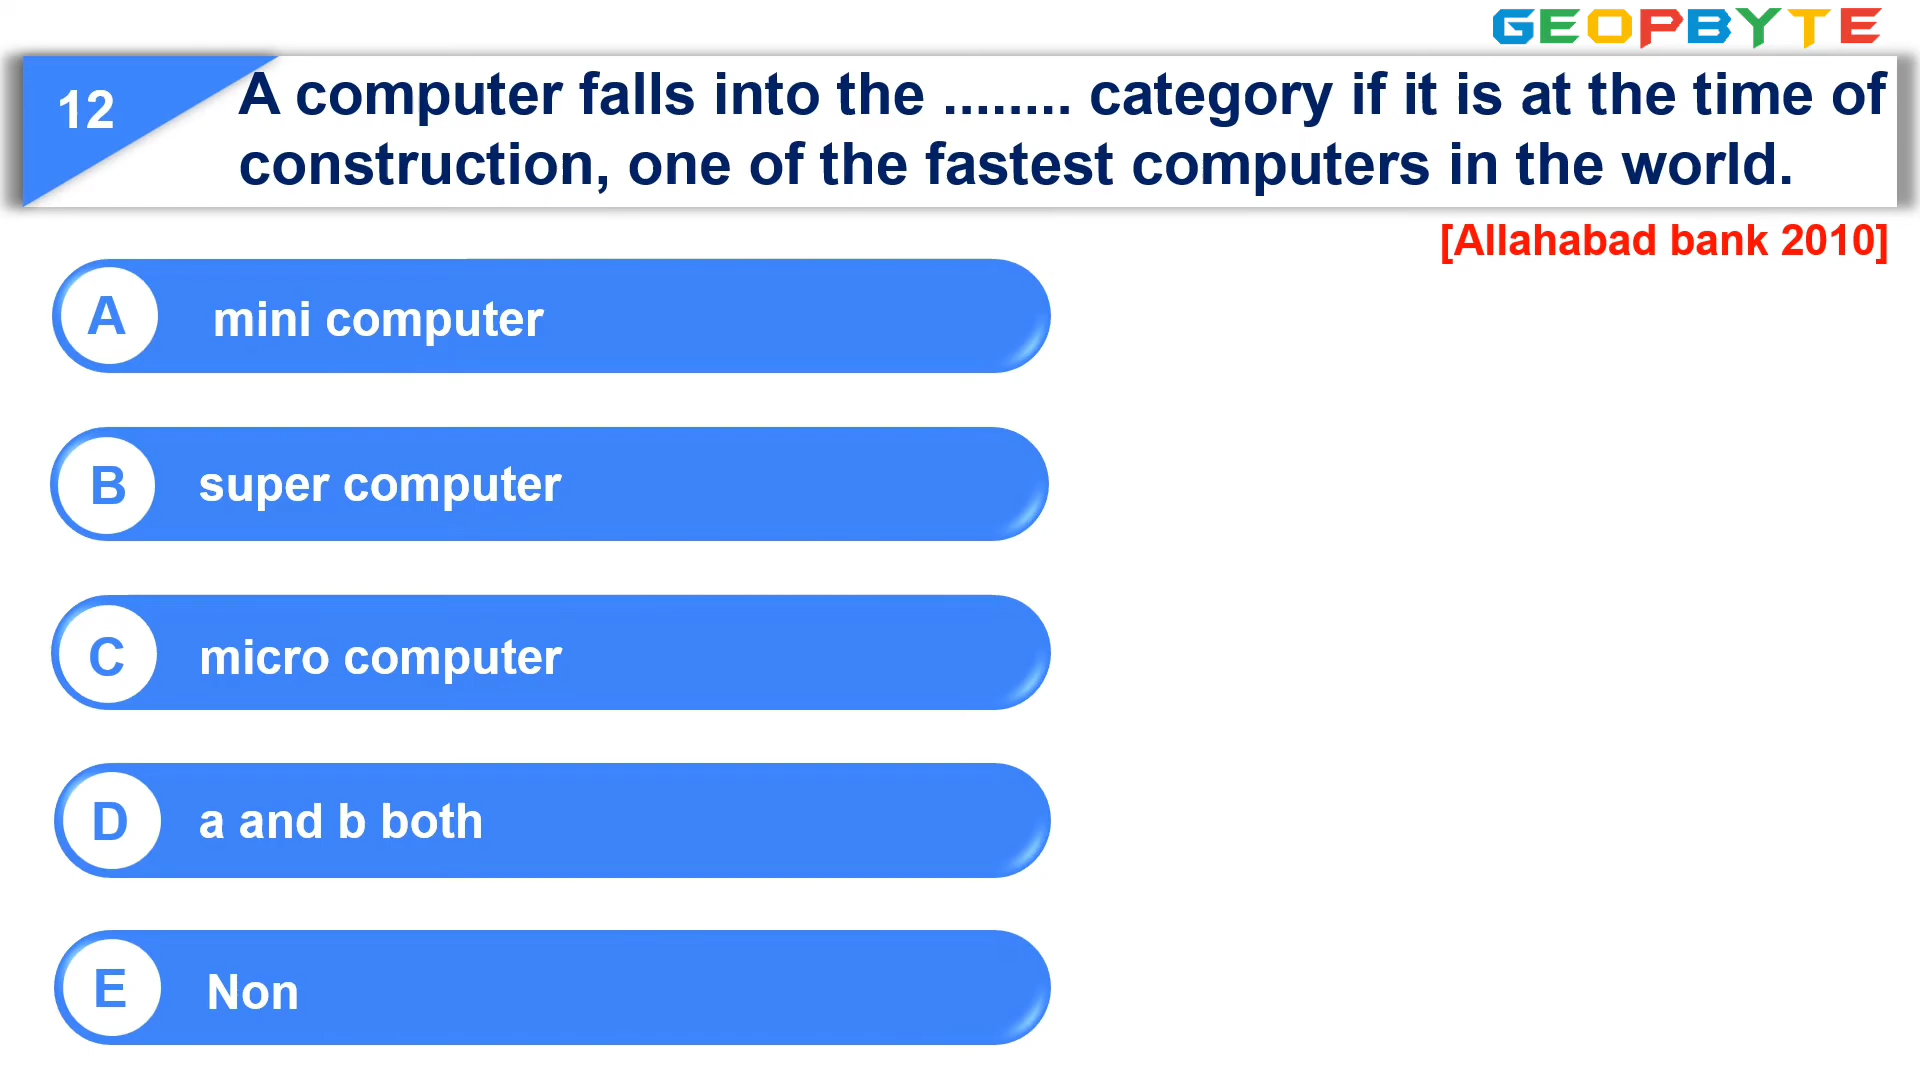 GEOPBYTE
12
A computer falls into the ........ category if it is at the time of
construction, one of the fastest computers in the world.
[Allahabad bank 2010]
A mini computer
B super computer
C micro computer
D a and b both
E Non